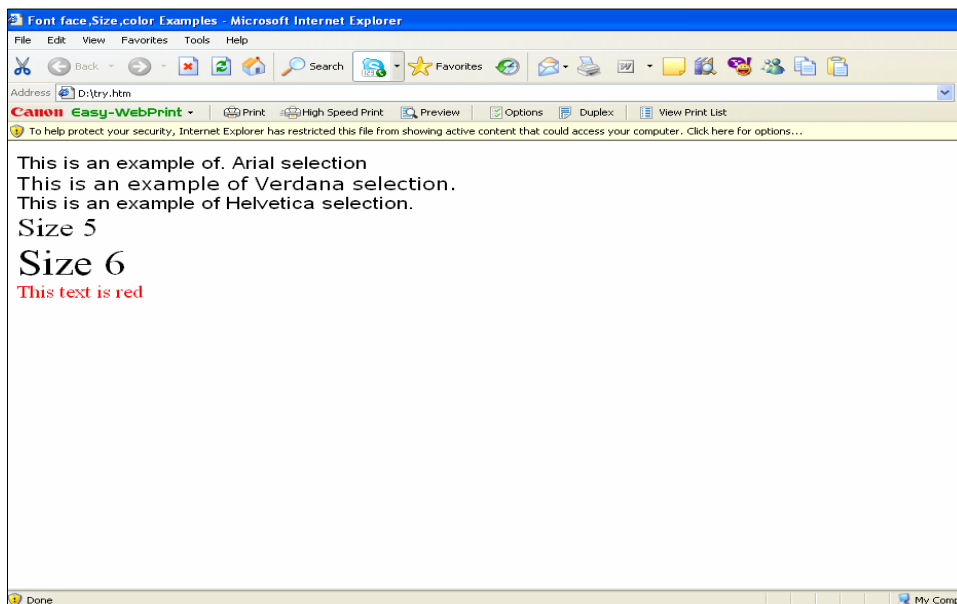 Font face,Size,color Examples - Microsoft Internet Explorer
File Edit View Favorites Tools Help
Back Search Favorites
Address D:\try.htm
Canon Easy-WebPrint Print High Speed Print Preview Options Duplex View Print List
To help protect your security, Internet Explorer has restricted this file from showing active content that could access your computer. Click here for options...
This is an example of. Arial selection
This is an example of Verdana selection.
This is an example of Helvetica selection.
Size 5
Size 6
This text is red
Done My Comp